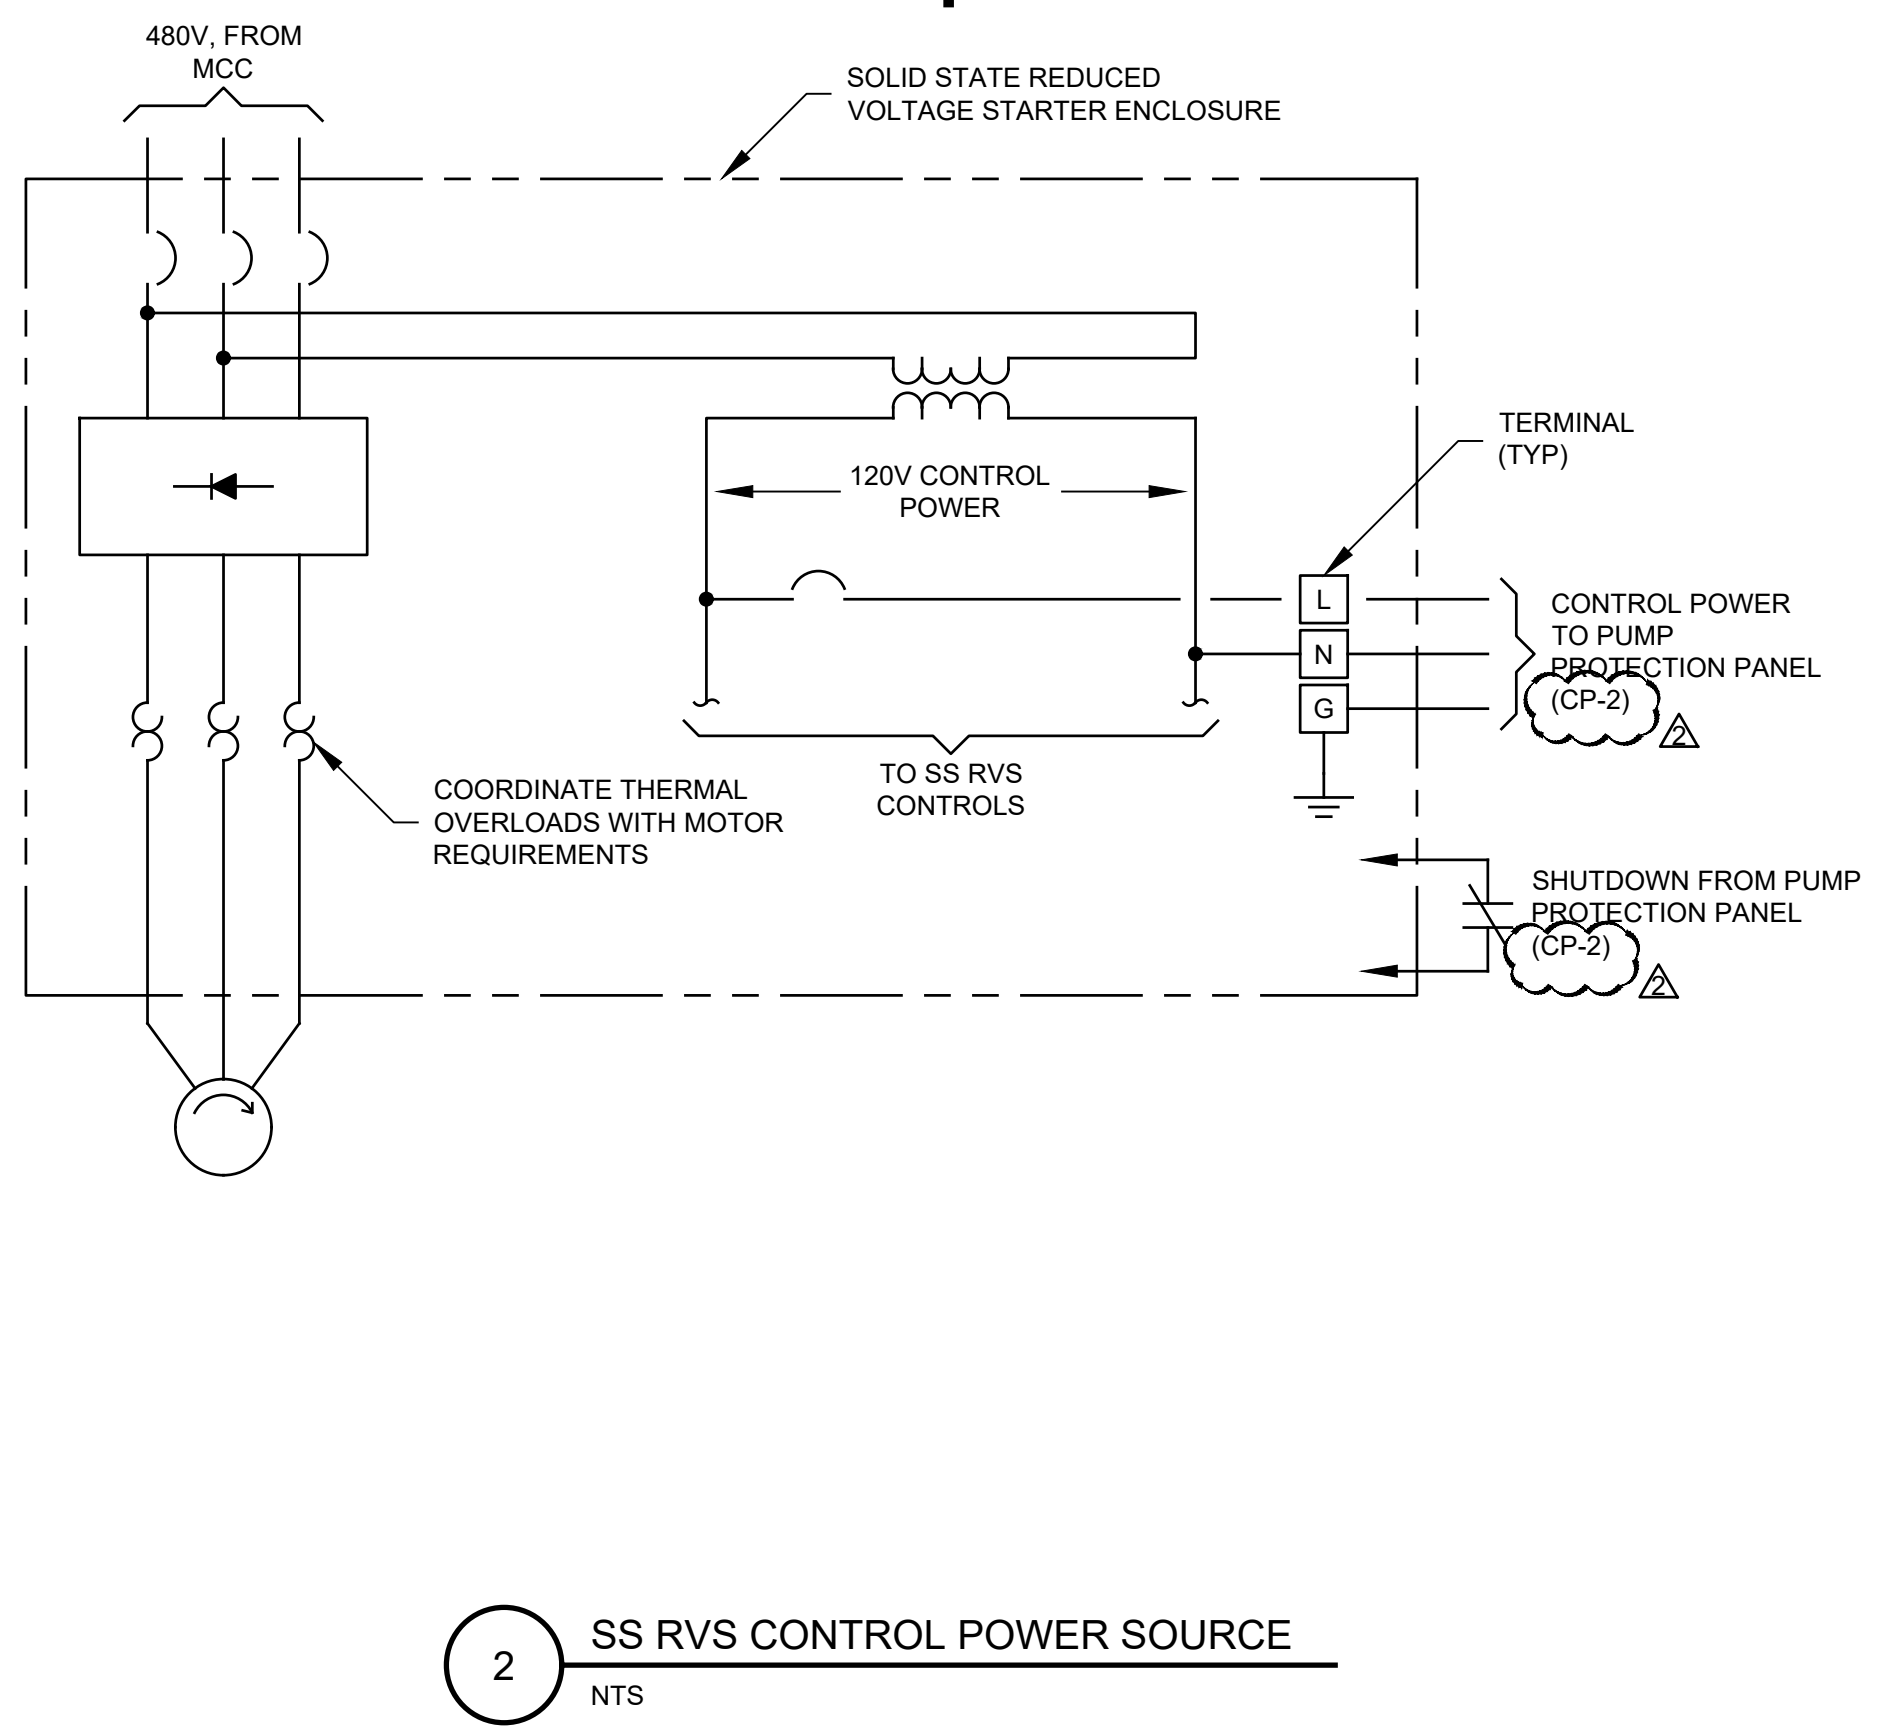 480V, FROM
MCC
SOLID STATE REDUCED
VOLTAGE STARTER ENCLOSURE
120V CONTROL
POWER
TERMINAL
(TYP)
L
N
G
CONTROL POWER
TO PUMP
PROTECTION PANEL
(CP-2)
2
TO SS RVS
CONTROLS
COORDINATE THERMAL
OVERLOADS WITH MOTOR
REQUIREMENTS
SHUTDOWN FROM PUMP
PROTECTION PANEL
(CP-2)
2
2
SS RVS CONTROL POWER SOURCE
NTS